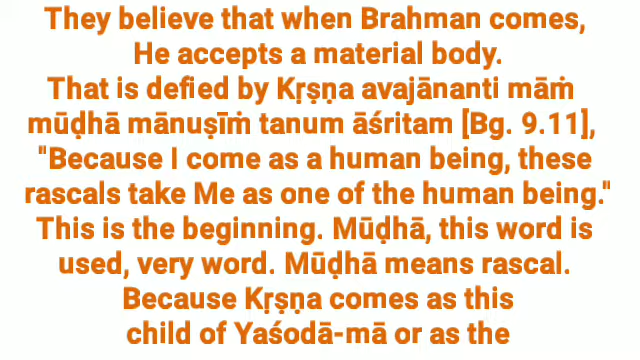 They believe that when Brahman comes,
He accepts a material body.
That is defied by Kṛṣṇa avajānanti māṁ
mūḍhā mānuṣīṁ tanum āśritam [Bg. 9.11],
"Because I come as a human being, these
rascals take Me as one of the human being."
This is the beginning. Mūḍhā, this word is
used, very word. Mūḍhā means rascal.
Because Kṛṣṇa comes as this
child of Yaśodā-mā or as the